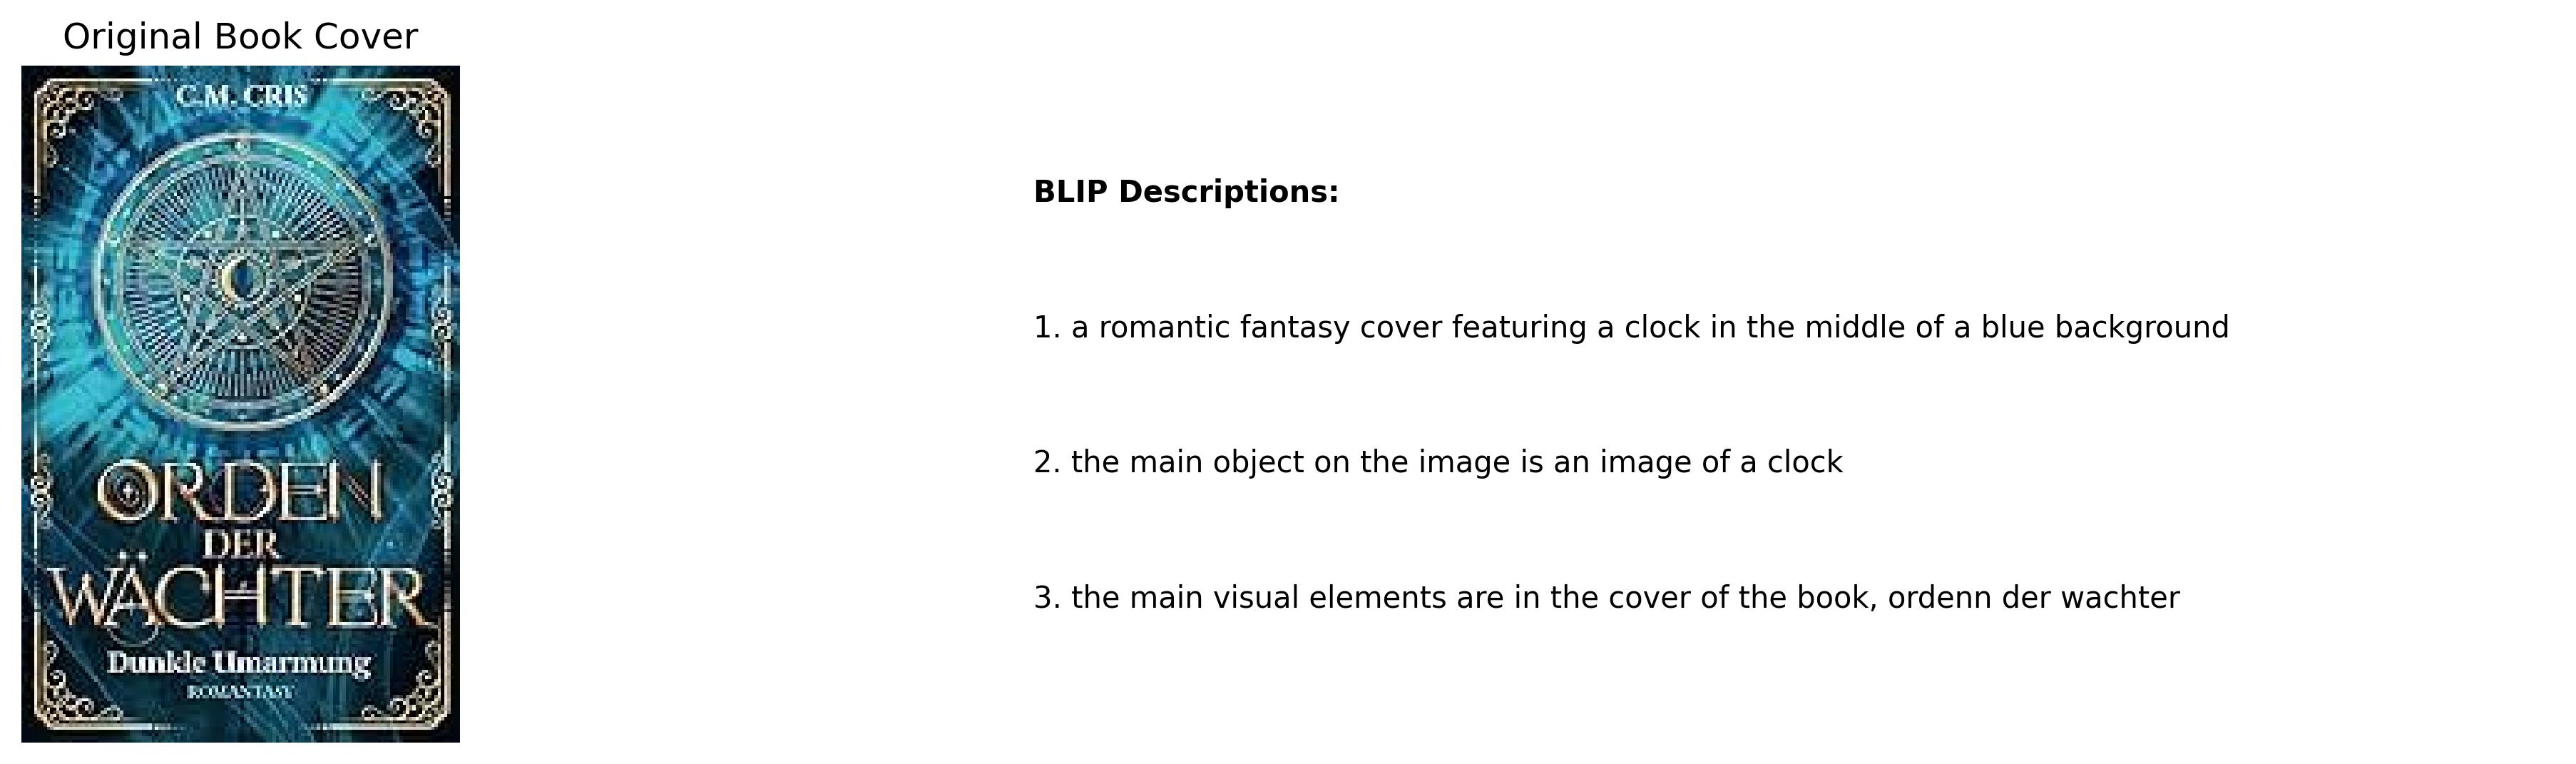 Original Book Cover
C.M. CRIS
ORDEN
DER
WÄCHTER
Dunkle Umarmung
ROMANTASY
BLIP Descriptions:
1. a romantic fantasy cover featuring a clock in the middle of a blue background
2. the main object on the image is an image of a clock
3. the main visual elements are in the cover of the book, ordenn der wachter